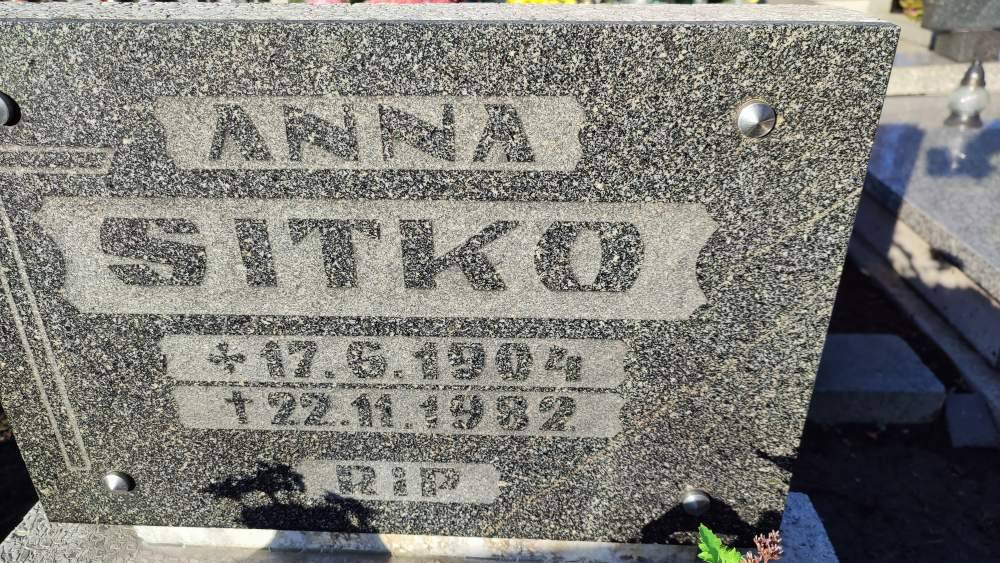 ANNA
SITKO
* 17.6.1904
† 22.11.1982
RiP